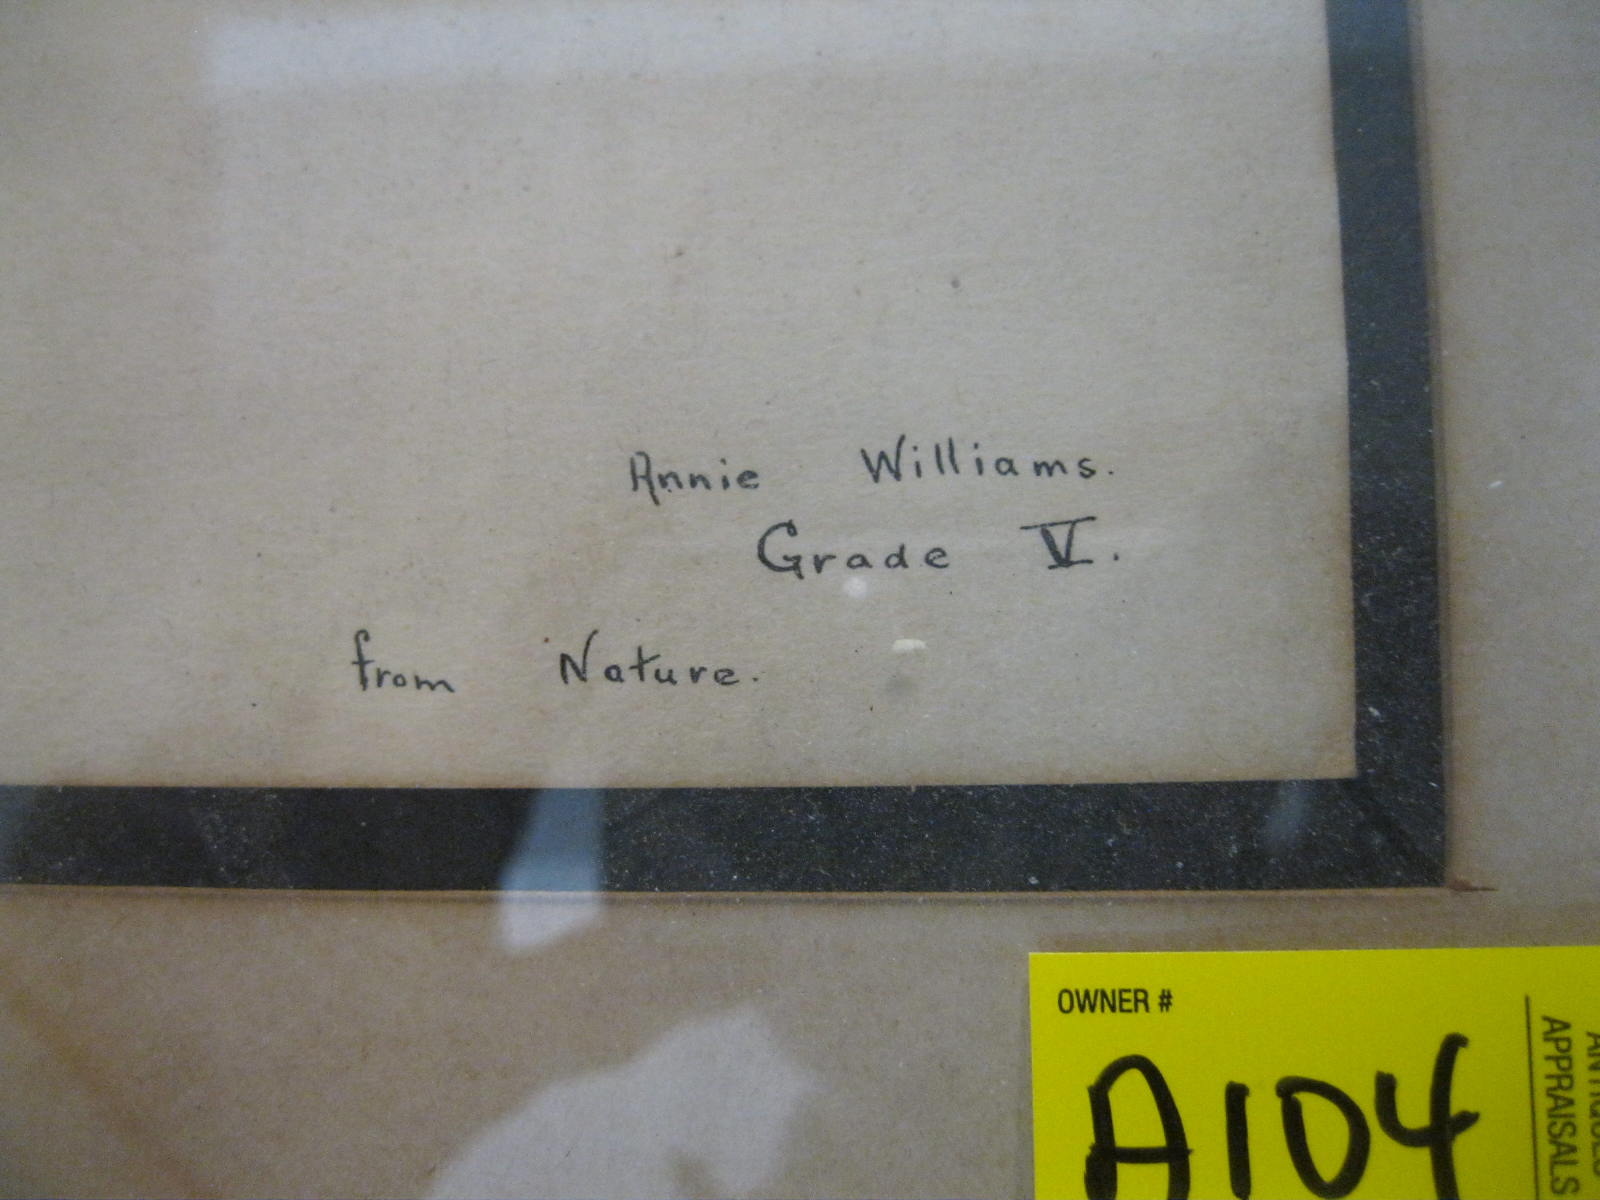 Annie Williams.
Grade V.
from Nature.
OWNER #
A104
APPRAISALS